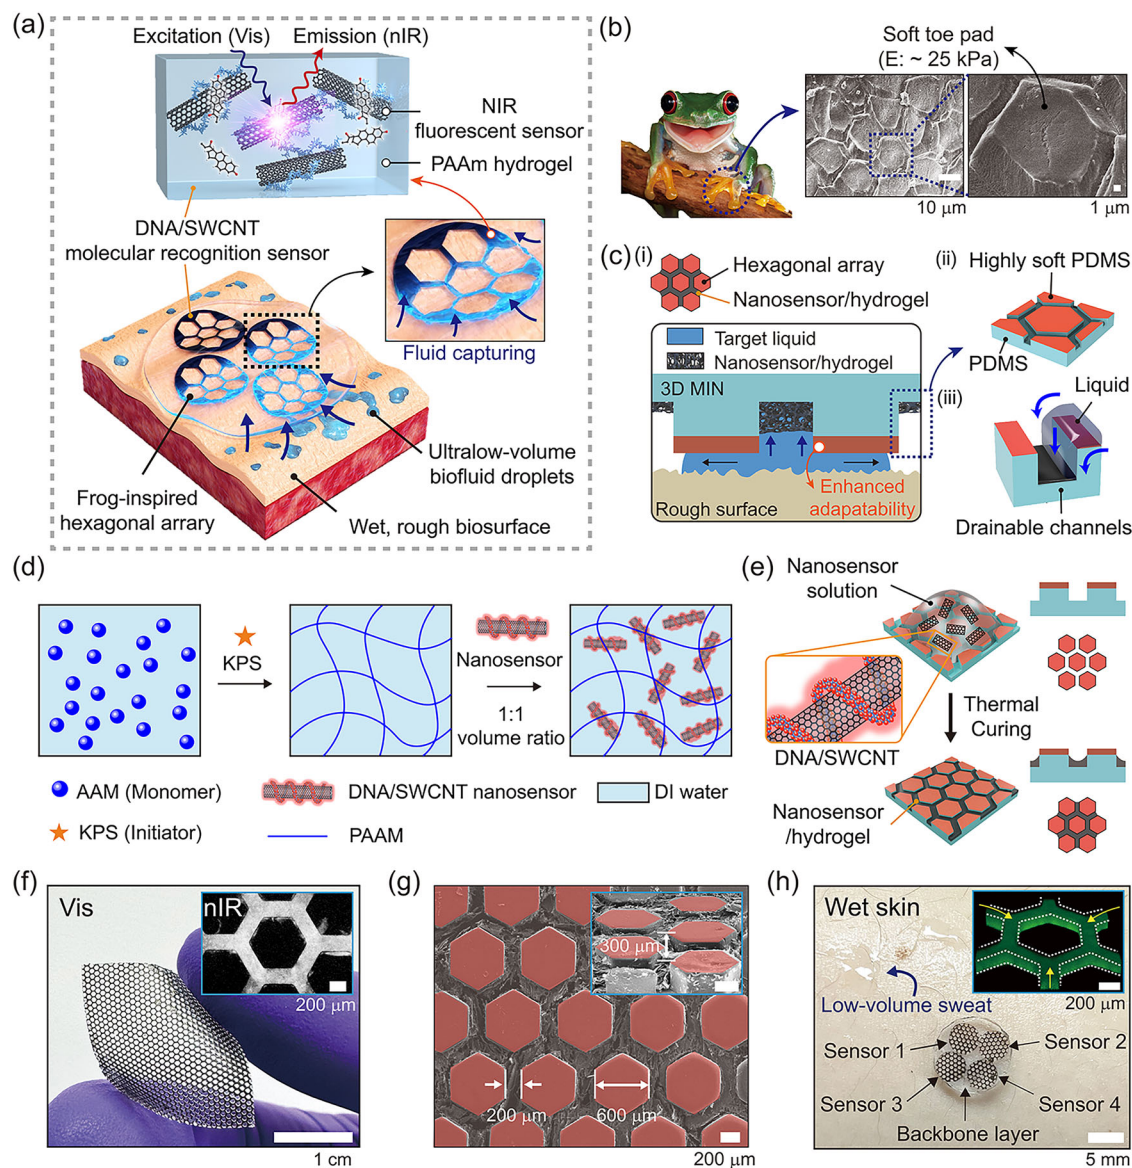 (a)
Excitation (Vis)
Emission (nIR)
NIR
fluorescent sensor
PAAm hydrogel
DNA/SWCNT
molecular recognition sensor
Fluid capturing
Ultralow-volume
biofluid droplets
Frog-inspired
hexagonal arrary
Wet, rough biosurface
(b)
Soft toe pad
(E: ~ 25 kPa)
10 μm
1 μm
(c)
(i)
Hexagonal array
Nanosensor/hydrogel
Target liquid
Nanosensor/hydrogel
3D MIN
Rough surface
Enhanced
adapatability
(ii)
Highly soft PDMS
PDMS
(iii)
Liquid
Drainable channels
(d)
KPS
Nanosensor
1:1
volume ratio
AAM (Monomer)
DNA/SWCNT nanosensor
DI water
KPS (Initiator)
PAAM
(e)
Nanosensor
solution
DNA/SWCNT
Thermal
Curing
Nanosensor
/hydrogel
(f)
Vis
nIR
200 μm
1 cm
(g)
300 μm
200 μm
600 μm
200 μm
(h)
Wet skin
200 μm
Low-volume sweat
Sensor 1
Sensor 2
Sensor 3
Sensor 4
Backbone layer
5 mm